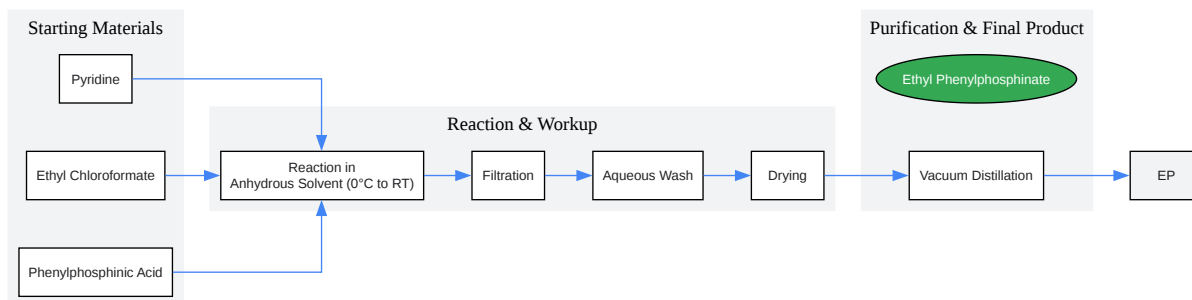 Starting Materials
Pyridine
Ethyl Chloroformate
Phenylphosphinic Acid
Reaction & Workup
Reaction in
Anhydrous Solvent (0°C to RT)
Filtration
Aqueous Wash
Drying
Purification & Final Product
Ethyl Phenylphosphinate
Vacuum Distillation
EP